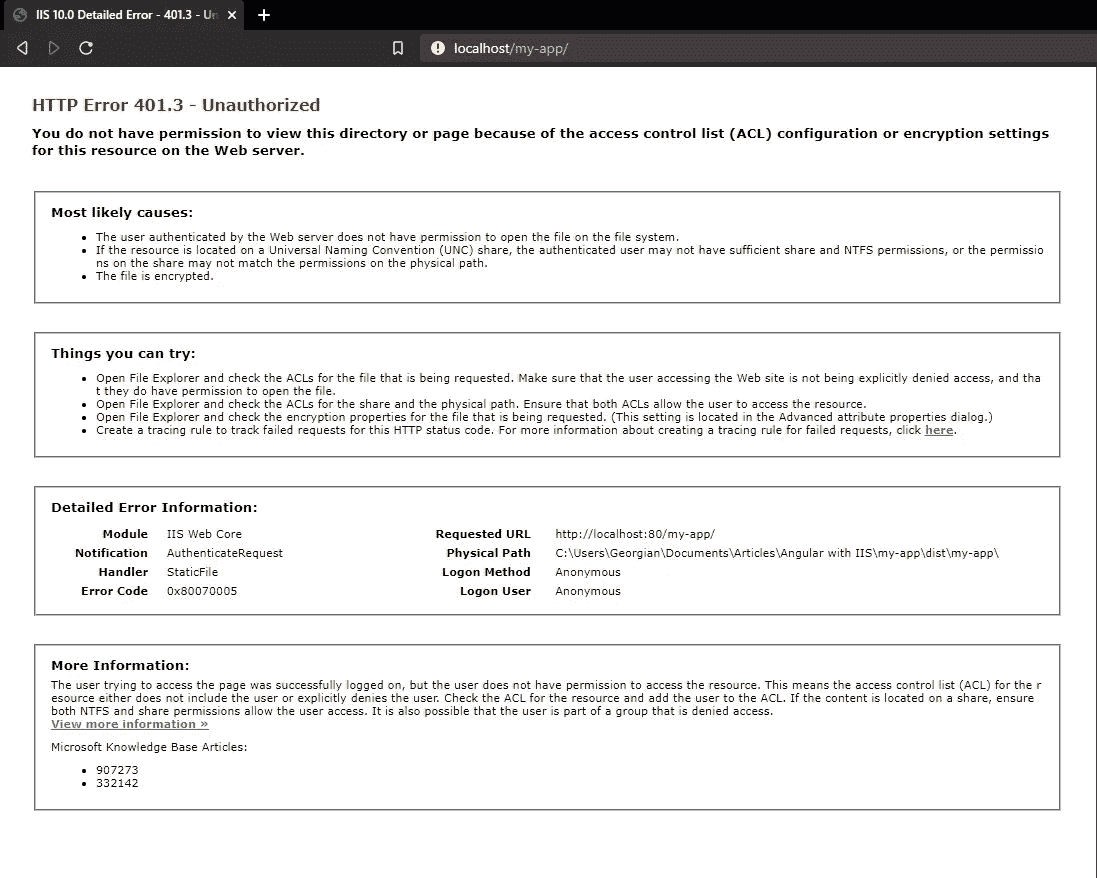 IIS 10.0 Detailed Error - 401.3 - Un
localhost/my-app/
HTTP Error 401.3 - Unauthorized
You do not have permission to view this directory or page because of the access control list (ACL) configuration or encryption settings
for this resource on the Web server.
Most likely causes:
• The user authenticated by the Web server does not have permission to open the file on the file system.
• If the resource is located on a Universal Naming Convention (UNC) share, the authenticated user may not have sufficient share and NTFS permissions, or the permissio
ns on the share may not match the permissions on the physical path.
• The file is encrypted.
Things you can try:
• Open File Explorer and check the ACLs for the file that is being requested. Make sure that the user accessing the Web site is not being explicitly denied access, and tha
t they do have permission to open the file.
• Open File Explorer and check the ACLs for the share and the physical path. Ensure that both ACLs allow the user to access the resource.
• Open File Explorer and check the encryption properties for the file that is being requested. (This setting is located in the Advanced attribute properties dialog.)
• Create a tracing rule to track failed requests for this HTTP status code. For more information about creating a tracing rule for failed requests, click here.
Detailed Error Information:
Module IIS Web Core Requested URL http://localhost:80/my-app/
Notification AuthenticateRequest Physical Path C:\Users\Georgian\Documents\Articles\Angular with IIS\my-app\dist\my-app\
Handler StaticFile Logon Method Anonymous
Error Code 0x80070005 Logon User Anonymous
More Information:
The user trying to access the page was successfully logged on, but the user does not have permission to access the resource. This means the access control list (ACL) for the r
esource either does not include the user or explicitly denies the user. Check the ACL for the resource and add the user to the ACL. If the content is located on a share, ensure
both NTFS and share permissions allow the user access. It is also possible that the user is part of a group that is denied access.
View more information »
Microsoft Knowledge Base Articles:
• 907273
• 332142